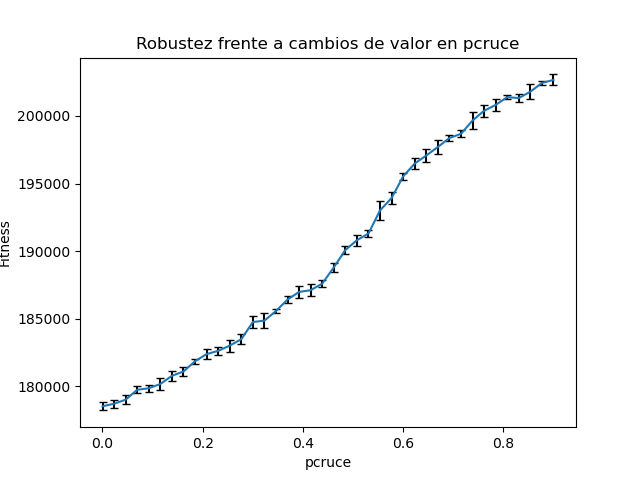 Robustez frente a cambios de valor en pcruce
200000
195000
190000
185000
180000
Fitness
0.0 0.2 0.4 0.6 0.8
pcruce